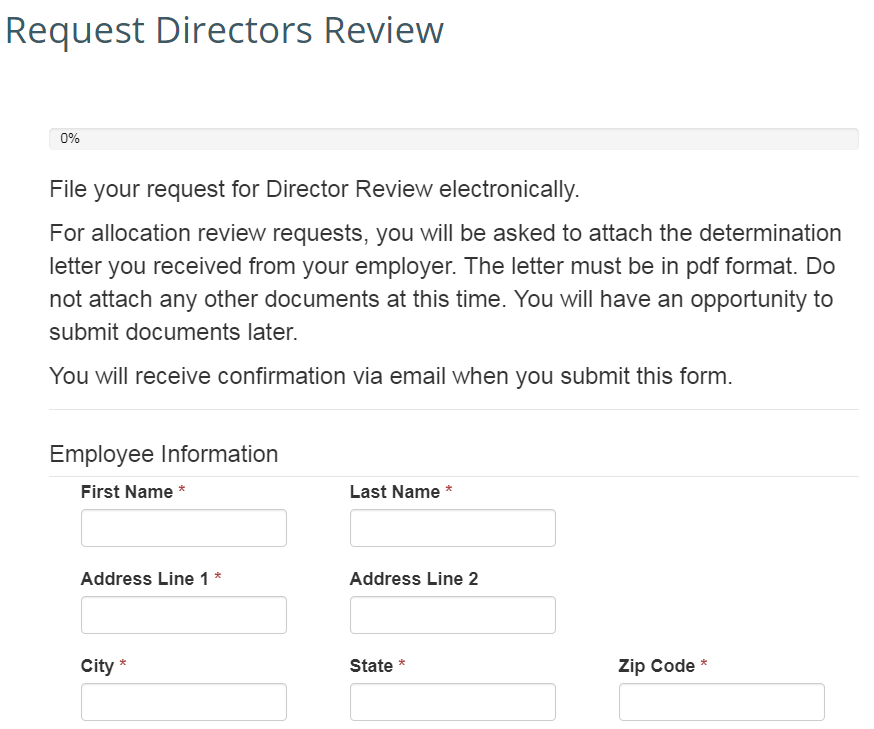 Request Directors Review
0%
File your request for Director Review electronically.
For allocation review requests, you will be asked to attach the determination
letter you received from your employer. The letter must be in pdf format. Do
not attach any other documents at this time. You will have an opportunity to
submit documents later.
You will receive confirmation via email when you submit this form.
Employee Information
First Name * Last Name *
Address Line 1 * Address Line 2
City * State * Zip Code *